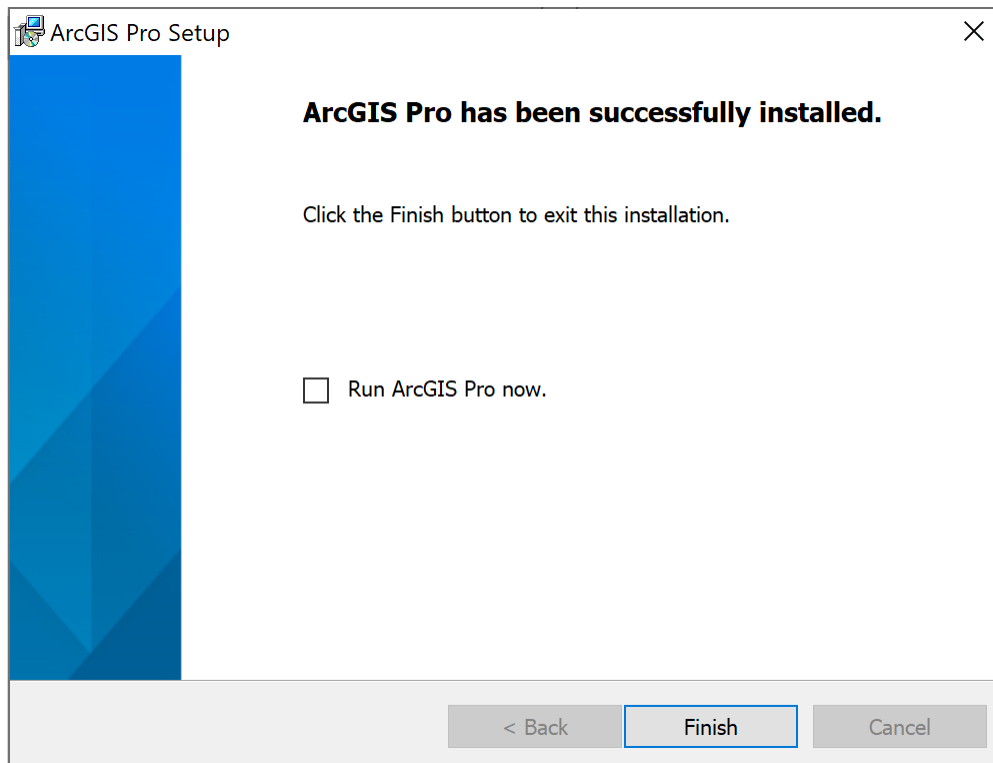 ArcGIS Pro Setup
ArcGIS Pro has been successfully installed.
Click the Finish button to exit this installation.
Run ArcGIS Pro now.
< Back
Finish
Cancel